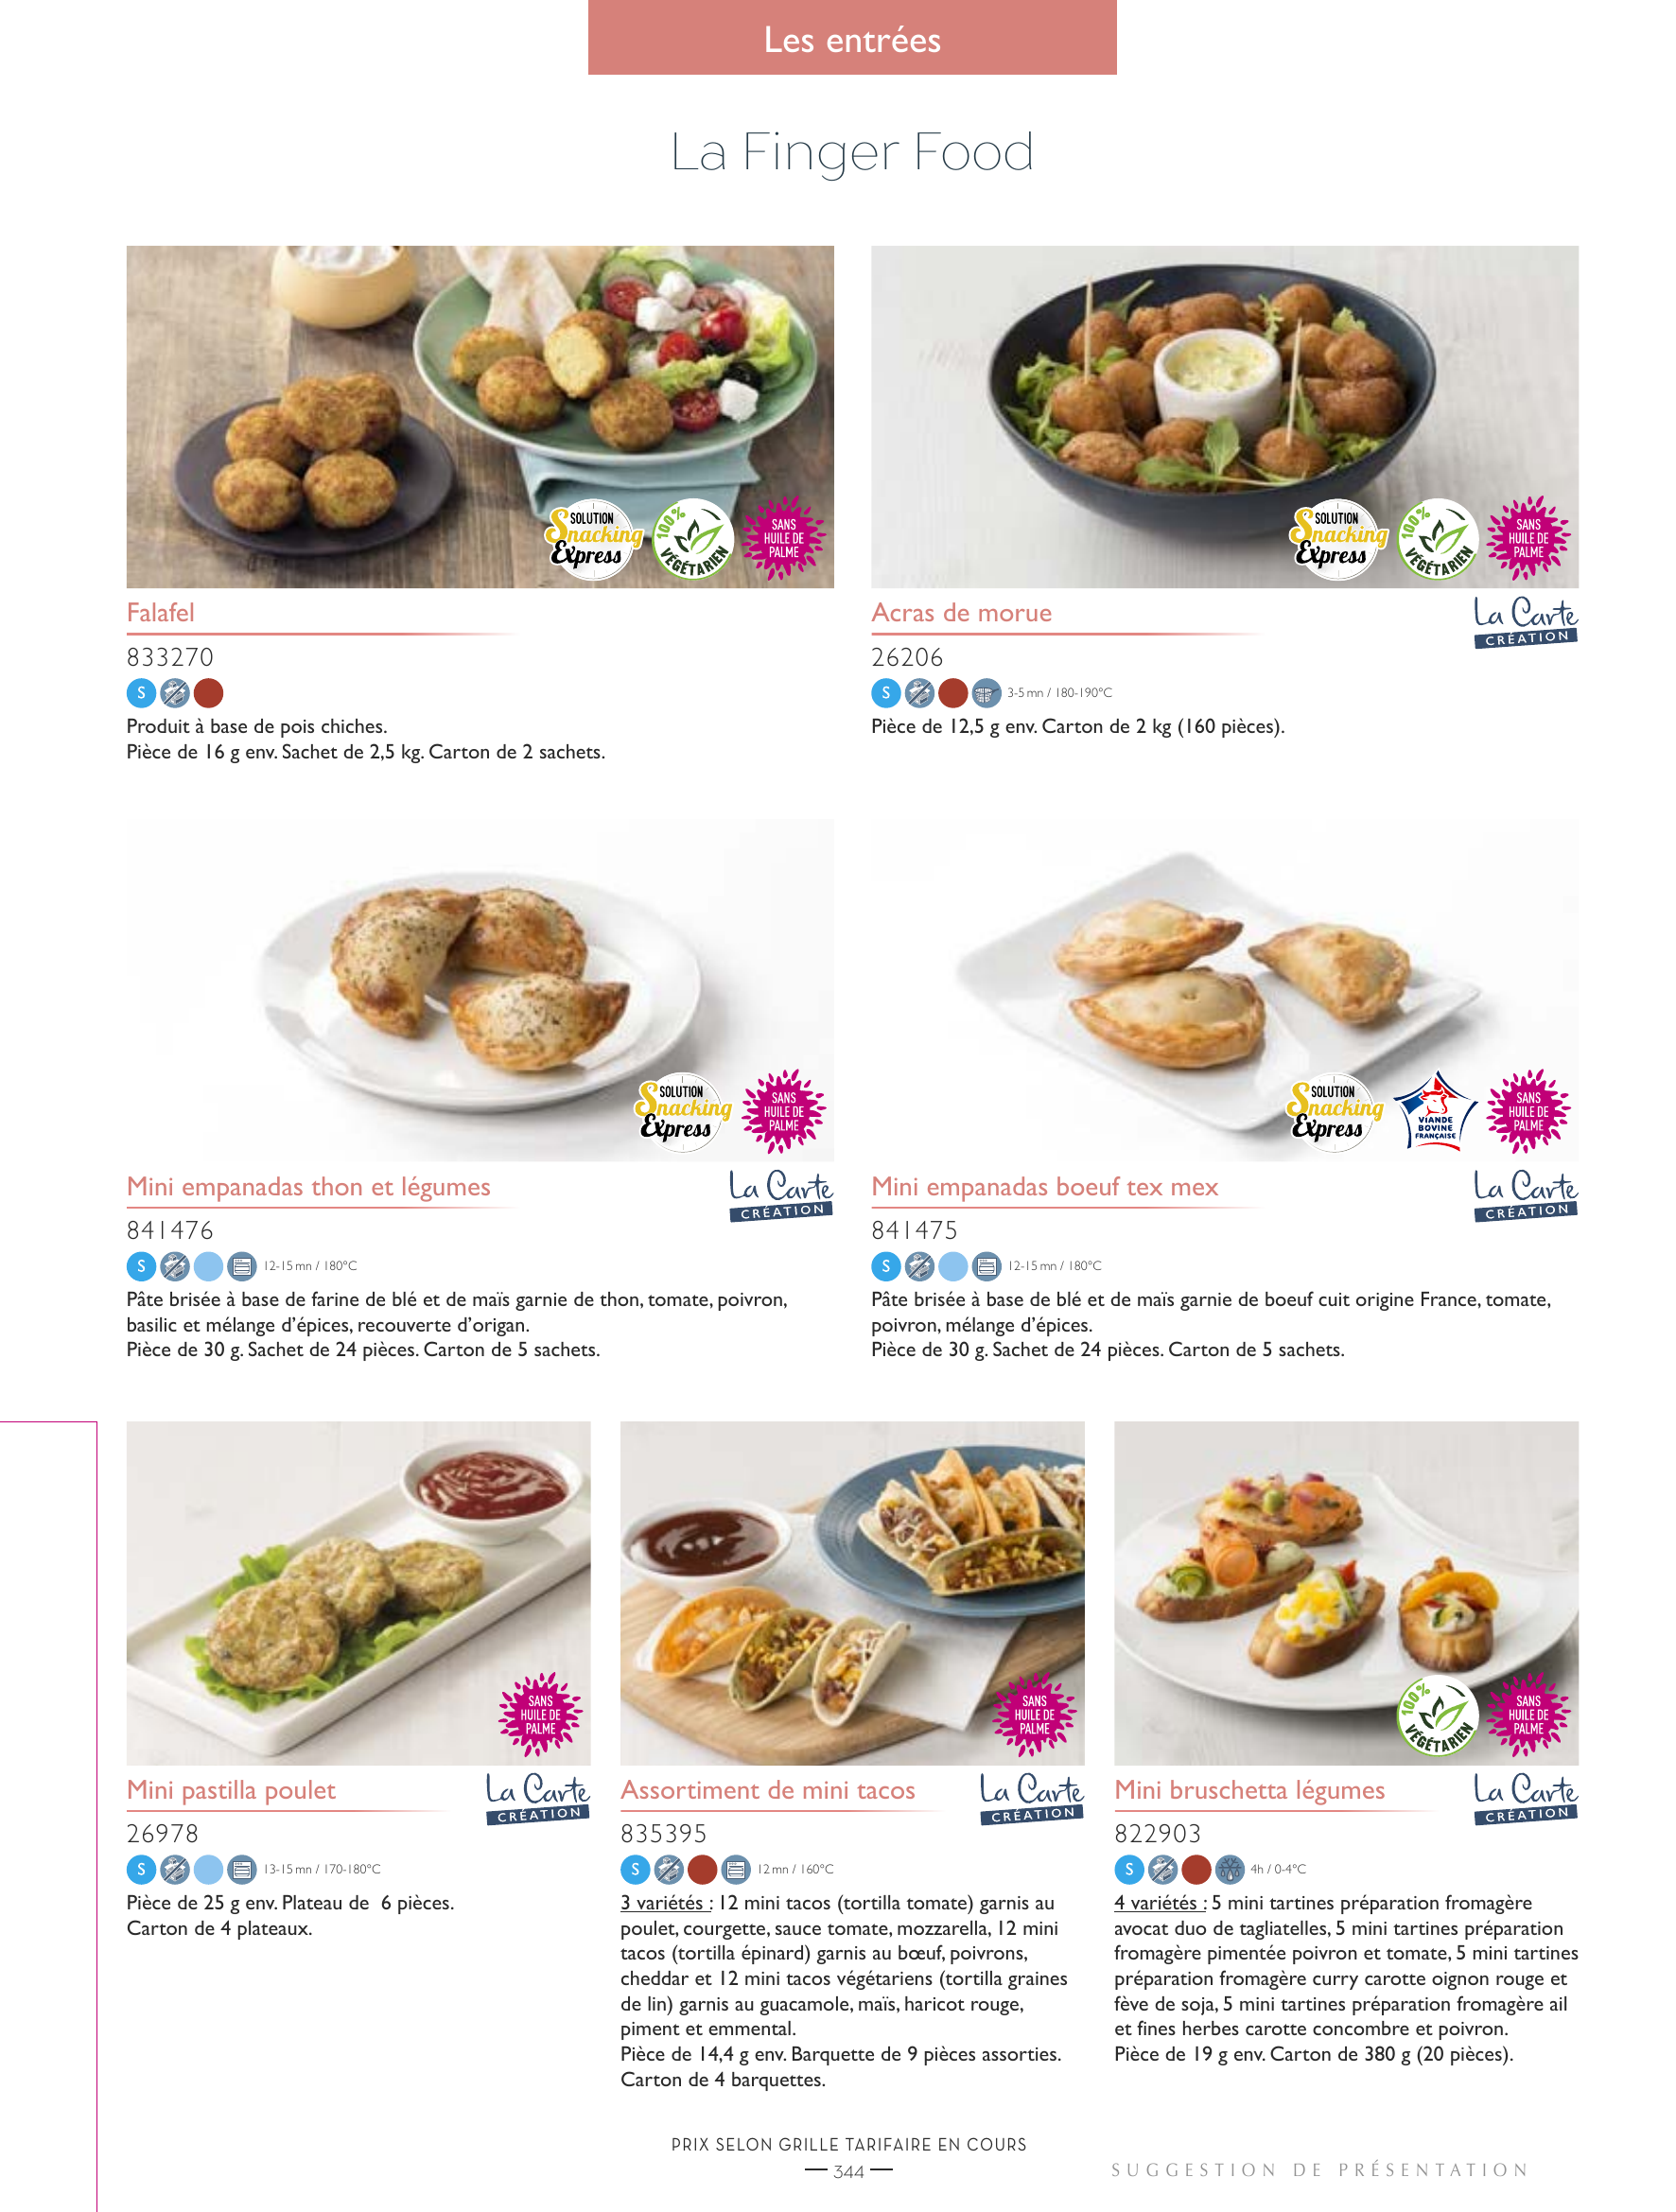 Les entrées
La Finger Food
SOLUTION
Snacking
Express
100%
VÉGÉTARIEN
SANS
HUILE DE
PALME
SOLUTION
Snacking
Express
100%
VÉGÉTARIEN
SANS
HUILE DE
PALME
Falafel
833270
S
Produit à base de pois chiches.
Pièce de 16 g env. Sachet de 2,5 kg. Carton de 2 sachets.
Acras de morue
La Carte
CRÉATION
26206
S 3-5 mn / 180-190°C
Pièce de 12,5 g env. Carton de 2 kg (160 pièces).
SOLUTION
Snacking
Express
SANS
HUILE DE
PALME
SOLUTION
Snacking
Express
VIANDE
BOVINE
FRANÇAISE
SANS
HUILE DE
PALME
Mini empanadas thon et légumes
La Carte
CRÉATION
841476
S 12-15 mn / 180°C
Pâte brisée à base de farine de blé et de maïs garnie de thon, tomate, poivron,
basilic et mélange d'épices, recouverte d'origan.
Pièce de 30 g. Sachet de 24 pièces. Carton de 5 sachets.
Mini empanadas boeuf tex mex
La Carte
CRÉATION
841475
S 12-15 mn / 180°C
Pâte brisée à base de blé et de maïs garnie de boeuf cuit origine France, tomate,
poivron, mélange d'épices.
Pièce de 30 g. Sachet de 24 pièces. Carton de 5 sachets.
SANS
HUILE DE
PALME
SANS
HUILE DE
PALME
100%
VÉGÉTARIEN
SANS
HUILE DE
PALME
Mini pastilla poulet
La Carte
CRÉATION
26978
S 13-15 mn / 170-180°C
Pièce de 25 g env. Plateau de 6 pièces.
Carton de 4 plateaux.
Assortiment de mini tacos
La Carte
CRÉATION
835395
S 12 mn / 160°C
3 variétés : 12 mini tacos (tortilla tomate) garnis au
poulet, courgette, sauce tomate, mozzarella, 12 mini
tacos (tortilla épinard) garnis au bœuf, poivrons,
cheddar et 12 mini tacos végétariens (tortilla graines
de lin) garnis au guacamole, maïs, haricot rouge,
piment et emmental.
Pièce de 14,4 g env. Barquette de 9 pièces assorties.
Carton de 4 barquettes.
Mini bruschetta légumes
La Carte
CRÉATION
822903
S 4h / 0-4°C
4 variétés : 5 mini tartines préparation fromagère
avocat duo de tagliatelles, 5 mini tartines préparation
fromagère pimentée poivron et tomate, 5 mini tartines
préparation fromagère curry carotte oignon rouge et
fève de soja, 5 mini tartines préparation fromagère ail
et fines herbes carotte concombre et poivron.
Pièce de 19 g env. Carton de 380 g (20 pièces).
PRIX SELON GRILLE TARIFAIRE EN COURS
344
SUGGESTION DE PRÉSENTATION